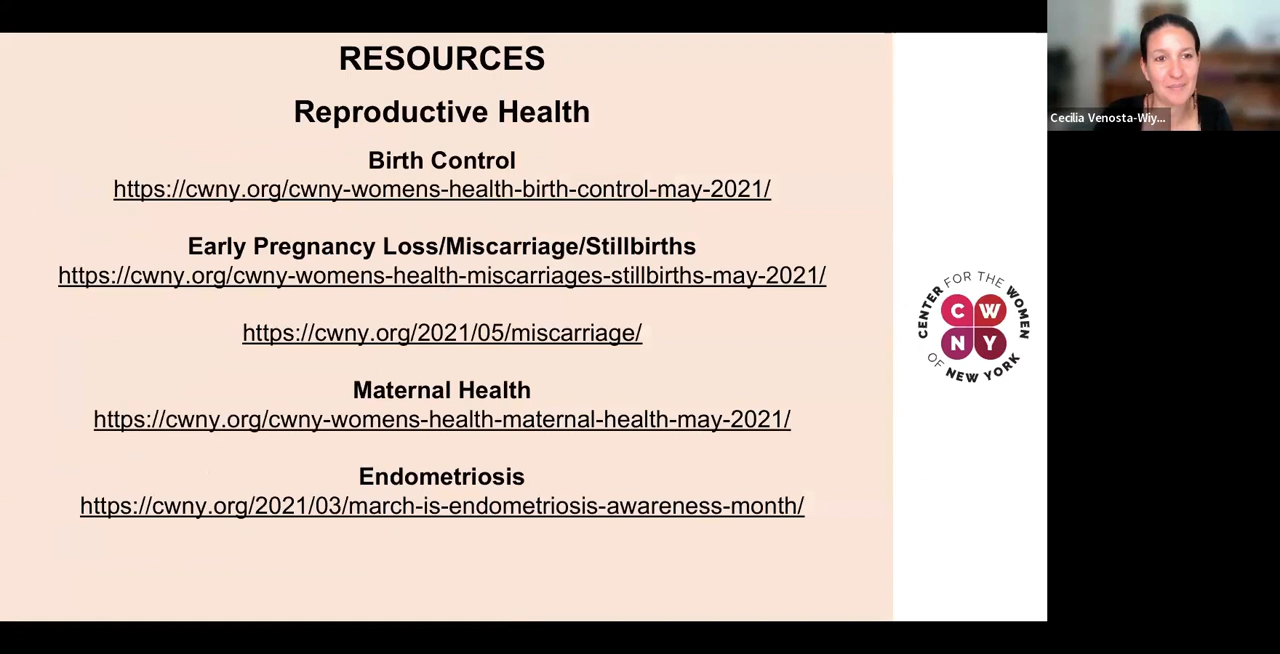 RESOURCES
Reproductive Health
Birth Control
https://cwny.org/cwny-womens-health-birth-control-may-2021/
Early Pregnancy Loss/Miscarriage/Stillbirths
https://cwny.org/cwny-womens-health-miscarriages-stillbirths-may-2021/
https://cwny.org/2021/05/miscarriage/
Maternal Health
https://cwny.org/cwny-womens-health-maternal-health-may-2021/
Endometriosis
https://cwny.org/2021/03/march-is-endometriosis-awareness-month/
CENTER FOR THE WOMEN
OF NEW YORK
C W
N Y
Cecilia Venosta-Wiy...